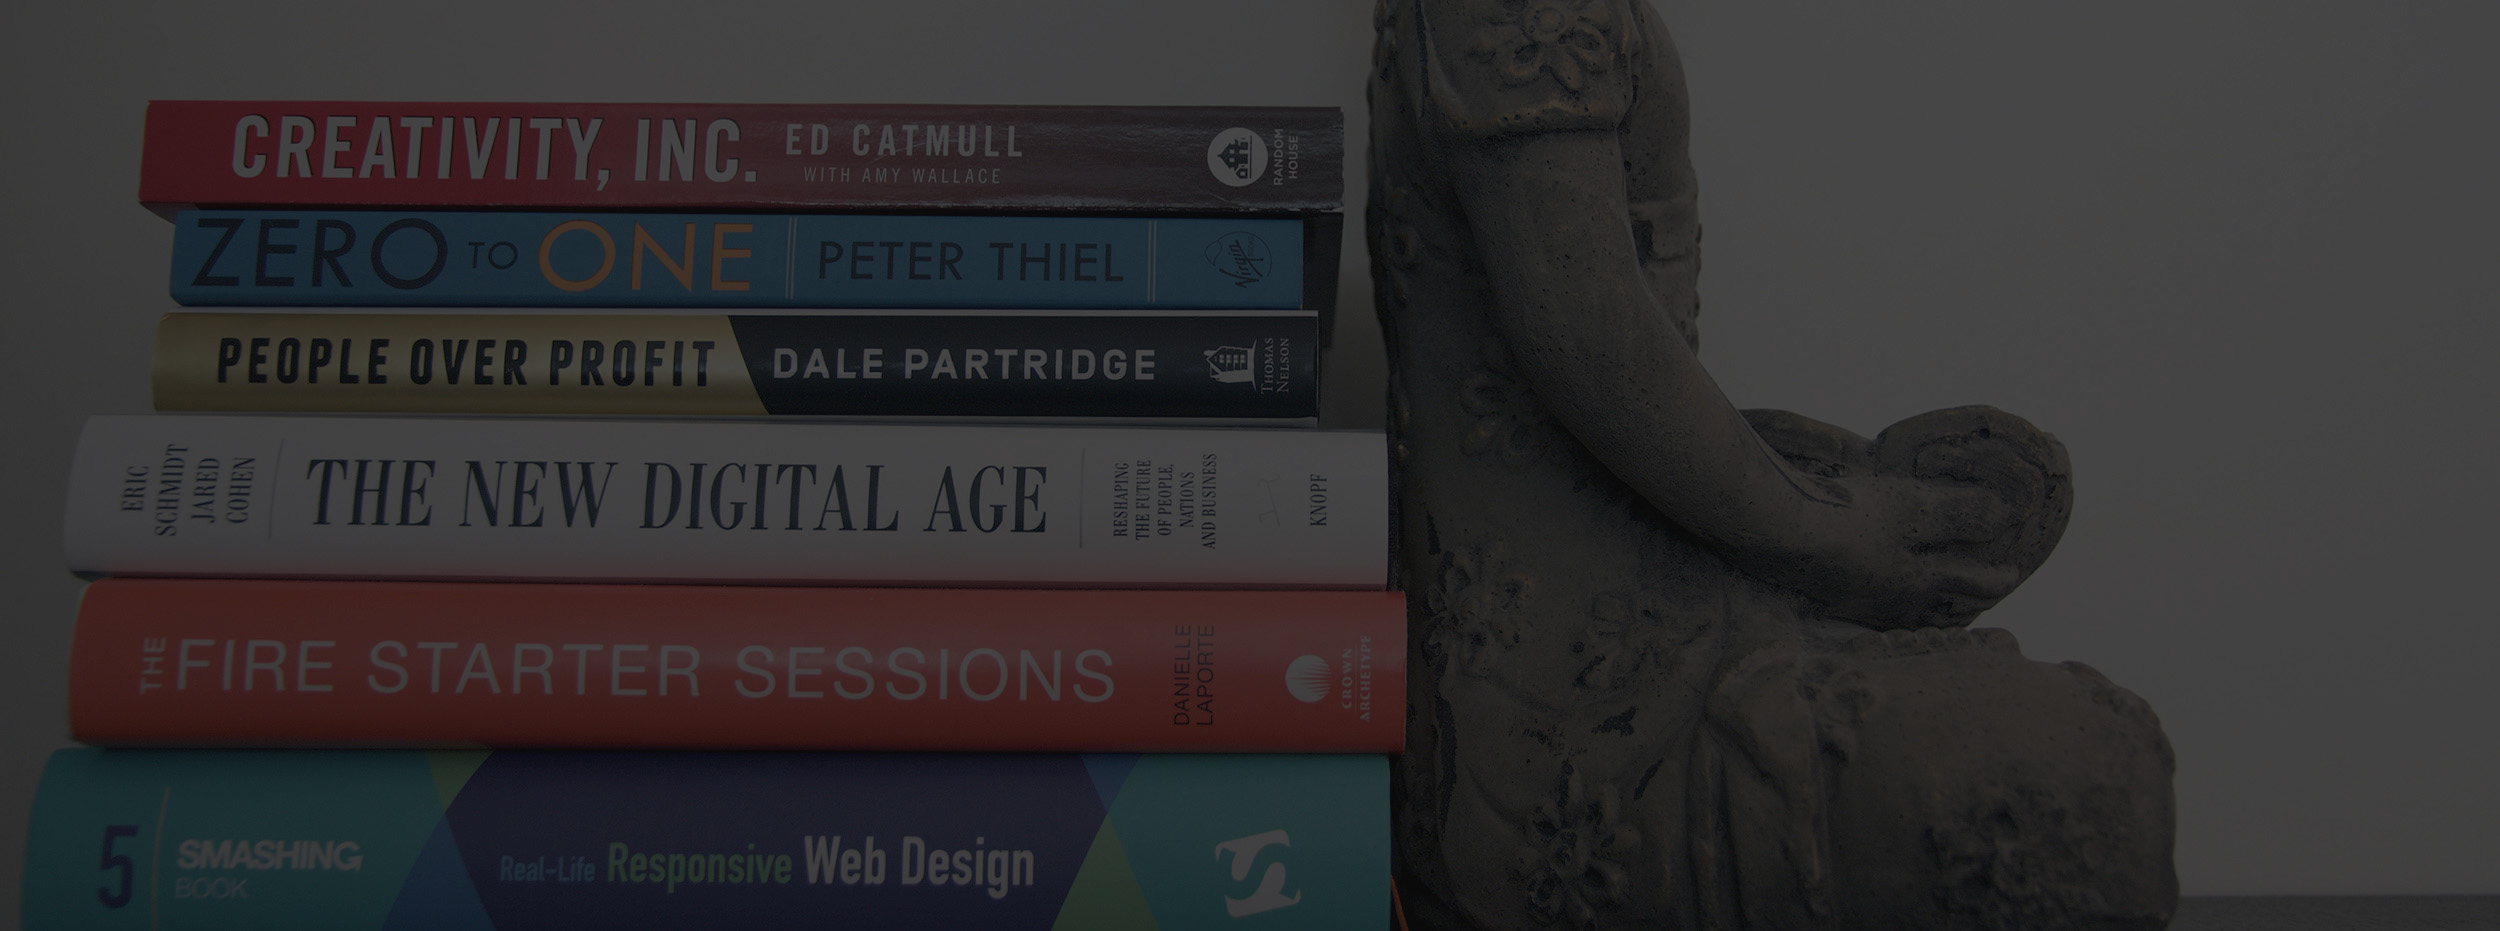 CREATIVITY, INC.
ED CATMULL
WITH AMY WALLACE
RANDOM
HOUSE
ZERO TO ONE
PETER THIEL
Virgin
PEOPLE OVER PROFIT
DALE PARTRIDGE
THOMAS
NELSON
ERIC
SCHMIDT
JARED
COHEN
THE NEW DIGITAL AGE
RESHAPING
THE FUTURE
OF PEOPLE,
NATIONS
AND BUSINESS
KNOPF
THE FIRE STARTER SESSIONS
DANIELLE
LAPORTE
CROWN
ARCHETYPE
5
SMASHING
BOOK
Real-Life Responsive Web Design
S